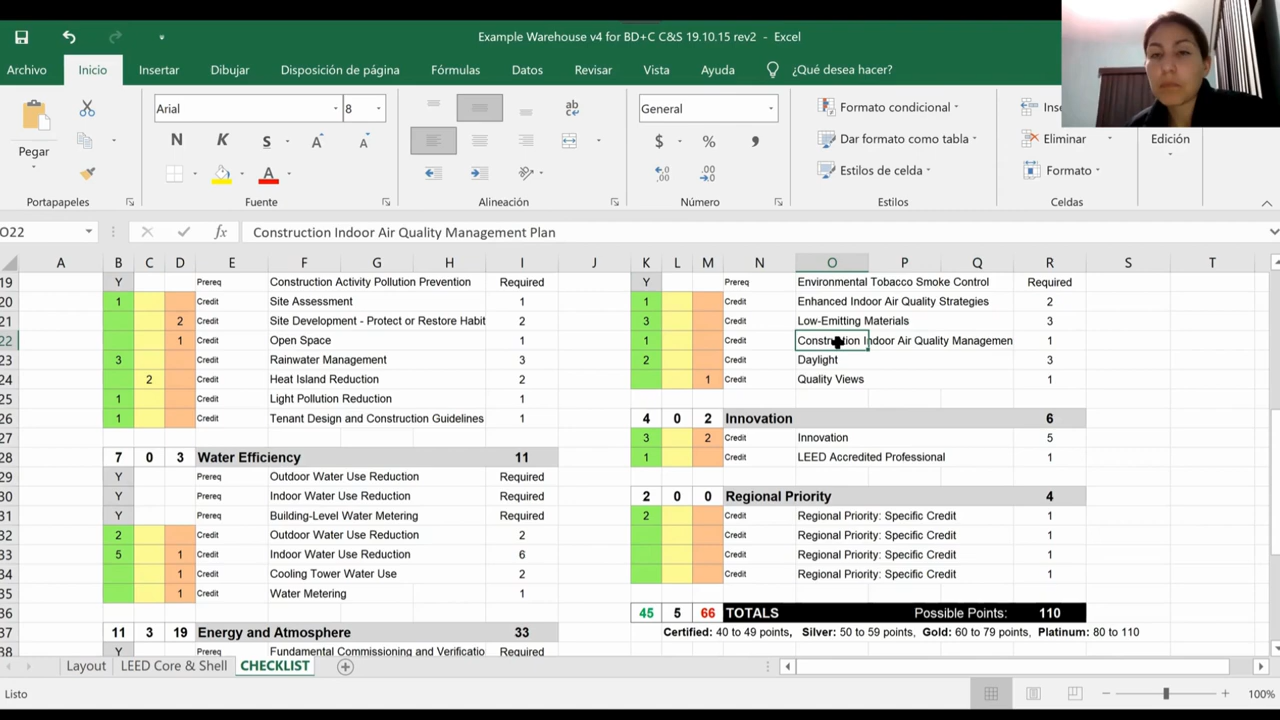 Example Warehouse v4 for BD+C C&S 19.10.15 rev2 - Excel
Archivo Inicio Insertar Dibujar Disposición de página Fórmulas Datos Revisar Vista Ayuda ¿Qué desea hacer?
Pegar
Portapapeles
Arial 8
N K S A A
A
Fuente
ab
Alineación
General
$ % ,
Número
Formato condicional
Dar formato como tabla
Estilos de celda
Estilos
Inse
Eliminar
Formato
Celdas
Edición
O22 fx Construction Indoor Air Quality Management Plan
A B C D E F G H I J K L M N O P Q R S T
19 Y Prereq Construction Activity Pollution Prevention Required Y Prereq Environmental Tobacco Smoke Control Required
20 1 Credit Site Assessment 1 1 Credit Enhanced Indoor Air Quality Strategies 2
21 2 Credit Site Development - Protect or Restore Habit 2 3 Credit Low-Emitting Materials 3
22 1 Credit Open Space 1 1 Credit Construction Indoor Air Quality Managemen 1
23 3 Credit Rainwater Management 3 2 Credit Daylight 3
24 2 Credit Heat Island Reduction 2 1 Credit Quality Views 1
25 1 Credit Light Pollution Reduction 1
26 1 Credit Tenant Design and Construction Guidelines 1 4 0 2 Innovation 6
27 3 2 Credit Innovation 5
28 7 0 3 Water Efficiency 11 1 Credit LEED Accredited Professional 1
29 Y Prereq Outdoor Water Use Reduction Required
30 Y Prereq Indoor Water Use Reduction Required 2 0 0 Regional Priority 4
31 Y Prereq Building-Level Water Metering Required 2 Credit Regional Priority: Specific Credit 1
32 2 Credit Outdoor Water Use Reduction 2 Credit Regional Priority: Specific Credit 1
33 5 1 Credit Indoor Water Use Reduction 6 Credit Regional Priority: Specific Credit 1
34 1 Credit Cooling Tower Water Use 2 Credit Regional Priority: Specific Credit 1
35 1 Credit Water Metering 1
36 45 5 66 TOTALS Possible Points: 110
37 11 3 19 Energy and Atmosphere 33 Certified: 40 to 49 points, Silver: 50 to 59 points, Gold: 60 to 79 points, Platinum: 80 to 110
38 Y Prereq Fundamental Commissioning and Verificatio Required
Layout LEED Core & Shell CHECKLIST
Listo 100%